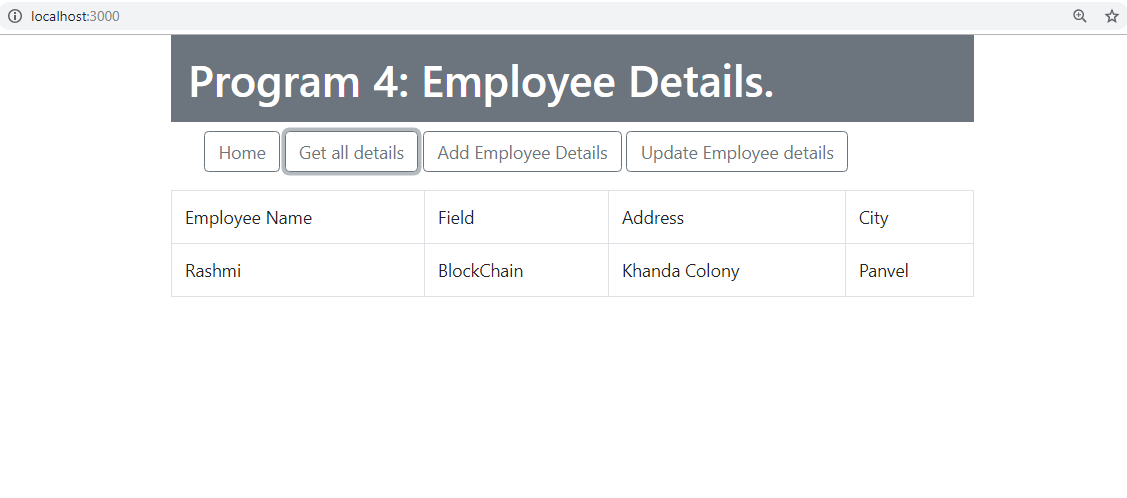 localhost:3000
Program 4: Employee Details.
Home Get all details Add Employee Details Update Employee details
Employee Name Field Address City
Rashmi BlockChain Khanda Colony Panvel